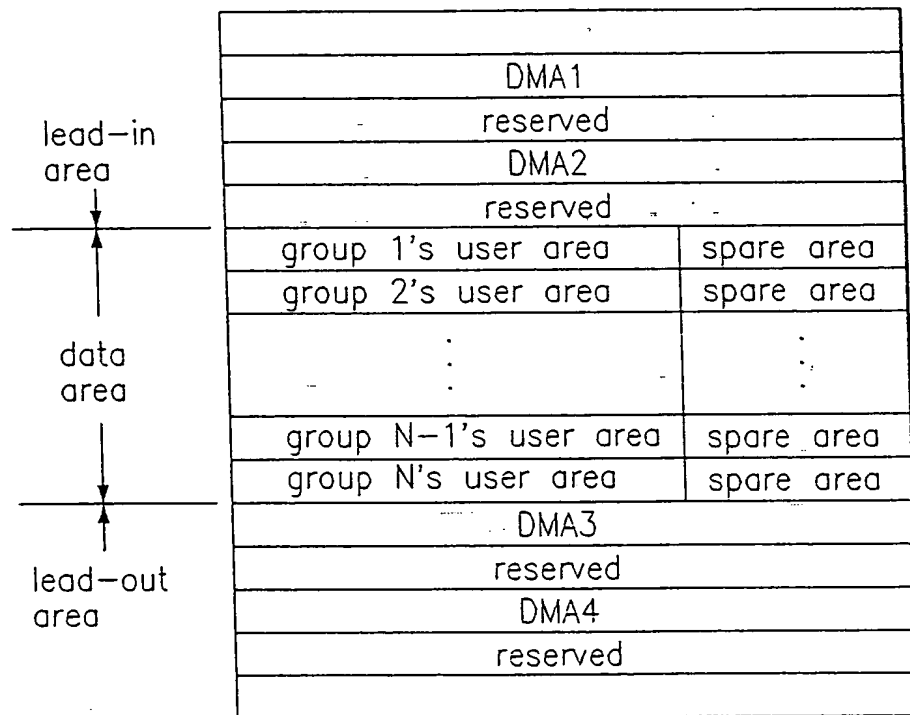 DMA1
reserved
lead-in
area
DMA2
reserved
group 1's user area spare area
group 2's user area spare area
data
area
group N-1's user area spare area
group N's user area spare area
DMA3
reserved
lead-out
area
DMA4
reserved